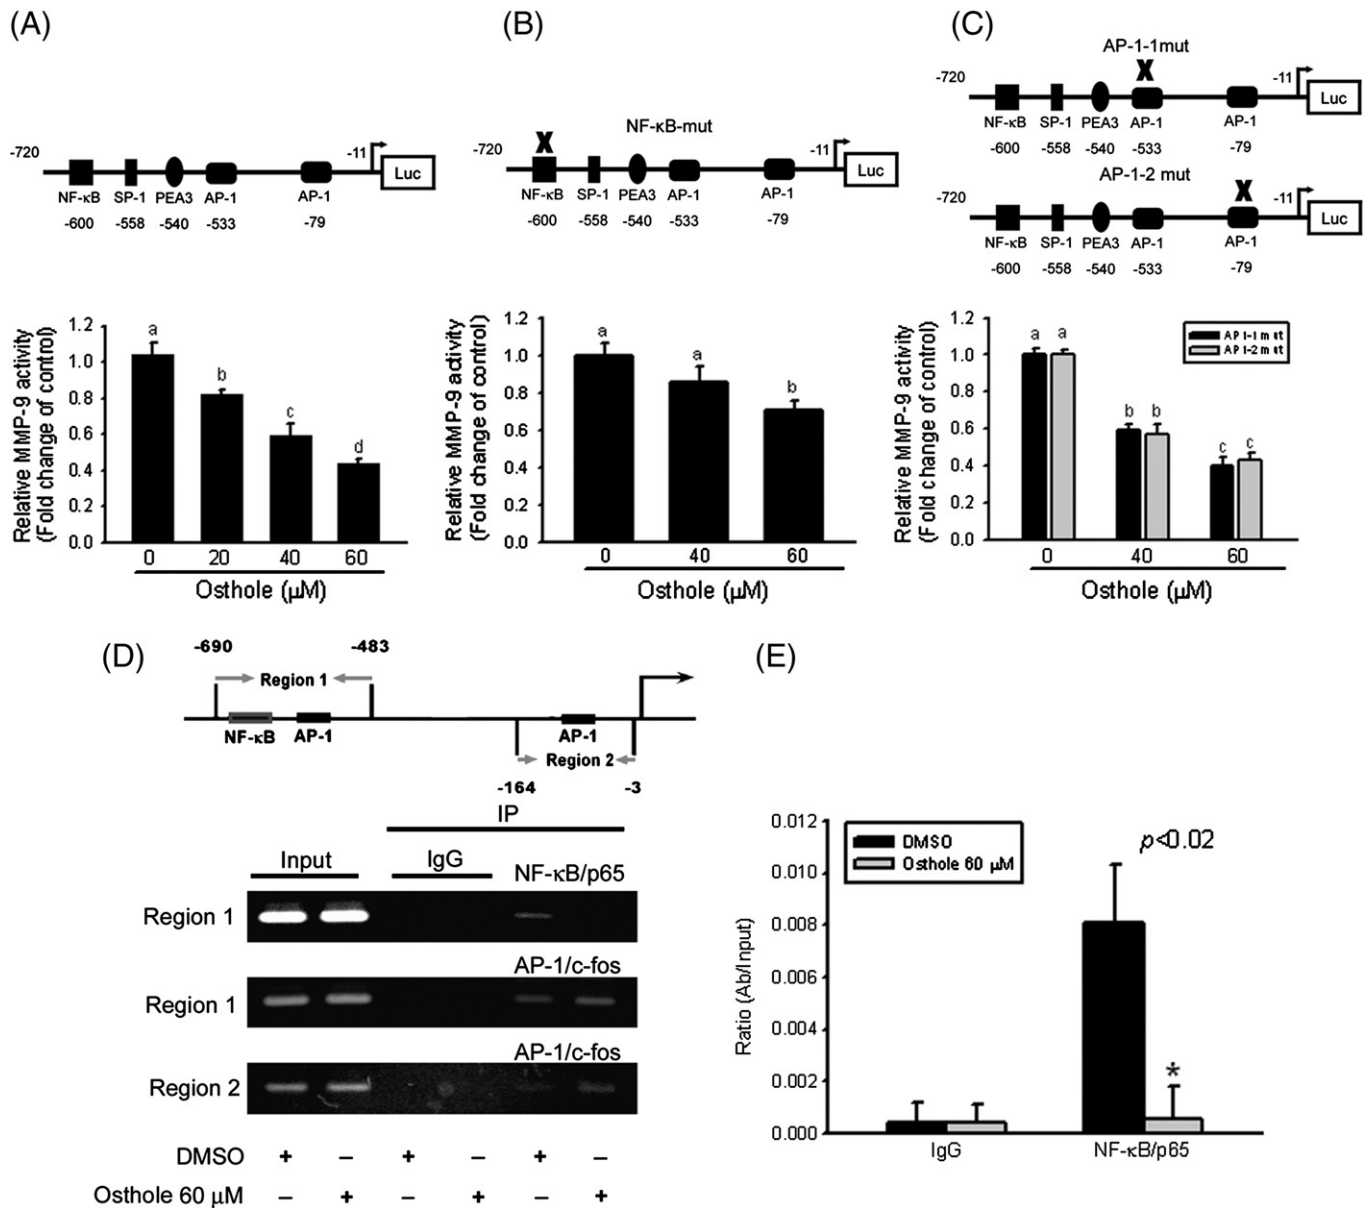 (A)
-720
-11
Luc
NF-κB SP-1 PEA3 AP-1 AP-1
-600 -558 -540 -533 -79
Relative MMP-9 activity
(Fold change of control)
1.2
1.0
0.8
0.6
0.4
0.2
0.0
a
b
c
d
0 20 40 60
Osthole (μM)
(B)
NF-κB-mut
X
-720
-11
Luc
NF-κB SP-1 PEA3 AP-1 AP-1
-600 -558 -540 -533 -79
Relative MMP-9 activity
(Fold change of control)
1.2
1.0
0.8
0.6
0.4
0.2
0.0
a
a
b
0 40 60
Osthole (μM)
(C)
AP-1-1mut
X
-720
-11
Luc
NF-κB SP-1 PEA3 AP-1 AP-1
-600 -558 -540 -533 -79
AP-1-2 mut
X
-720
-11
Luc
NF-κB SP-1 PEA3 AP-1 AP-1
-600 -558 -540 -533 -79
Relative MMP-9 activity
(Fold change of control)
1.2
1.0
0.8
0.6
0.4
0.2
0.0
AP1-1 mut
AP1-2 mut
a a
b b
c c
0 40 60
Osthole (μM)
(D)
-690 -483
Region 1
NF-κB AP-1
AP-1
Region 2
-164 -3
IP
Input IgG NF-κB/p65
Region 1
AP-1/c-fos
Region 1
AP-1/c-fos
Region 2
DMSO + – + – + –
Osthole 60 μM – + – + – +
(E)
Ratio (Ab/Input)
0.012
0.010
0.008
0.006
0.004
0.002
0.000
DMSO
Osthole 60 μM
p<0.02
*
IgG NF-κB/p65